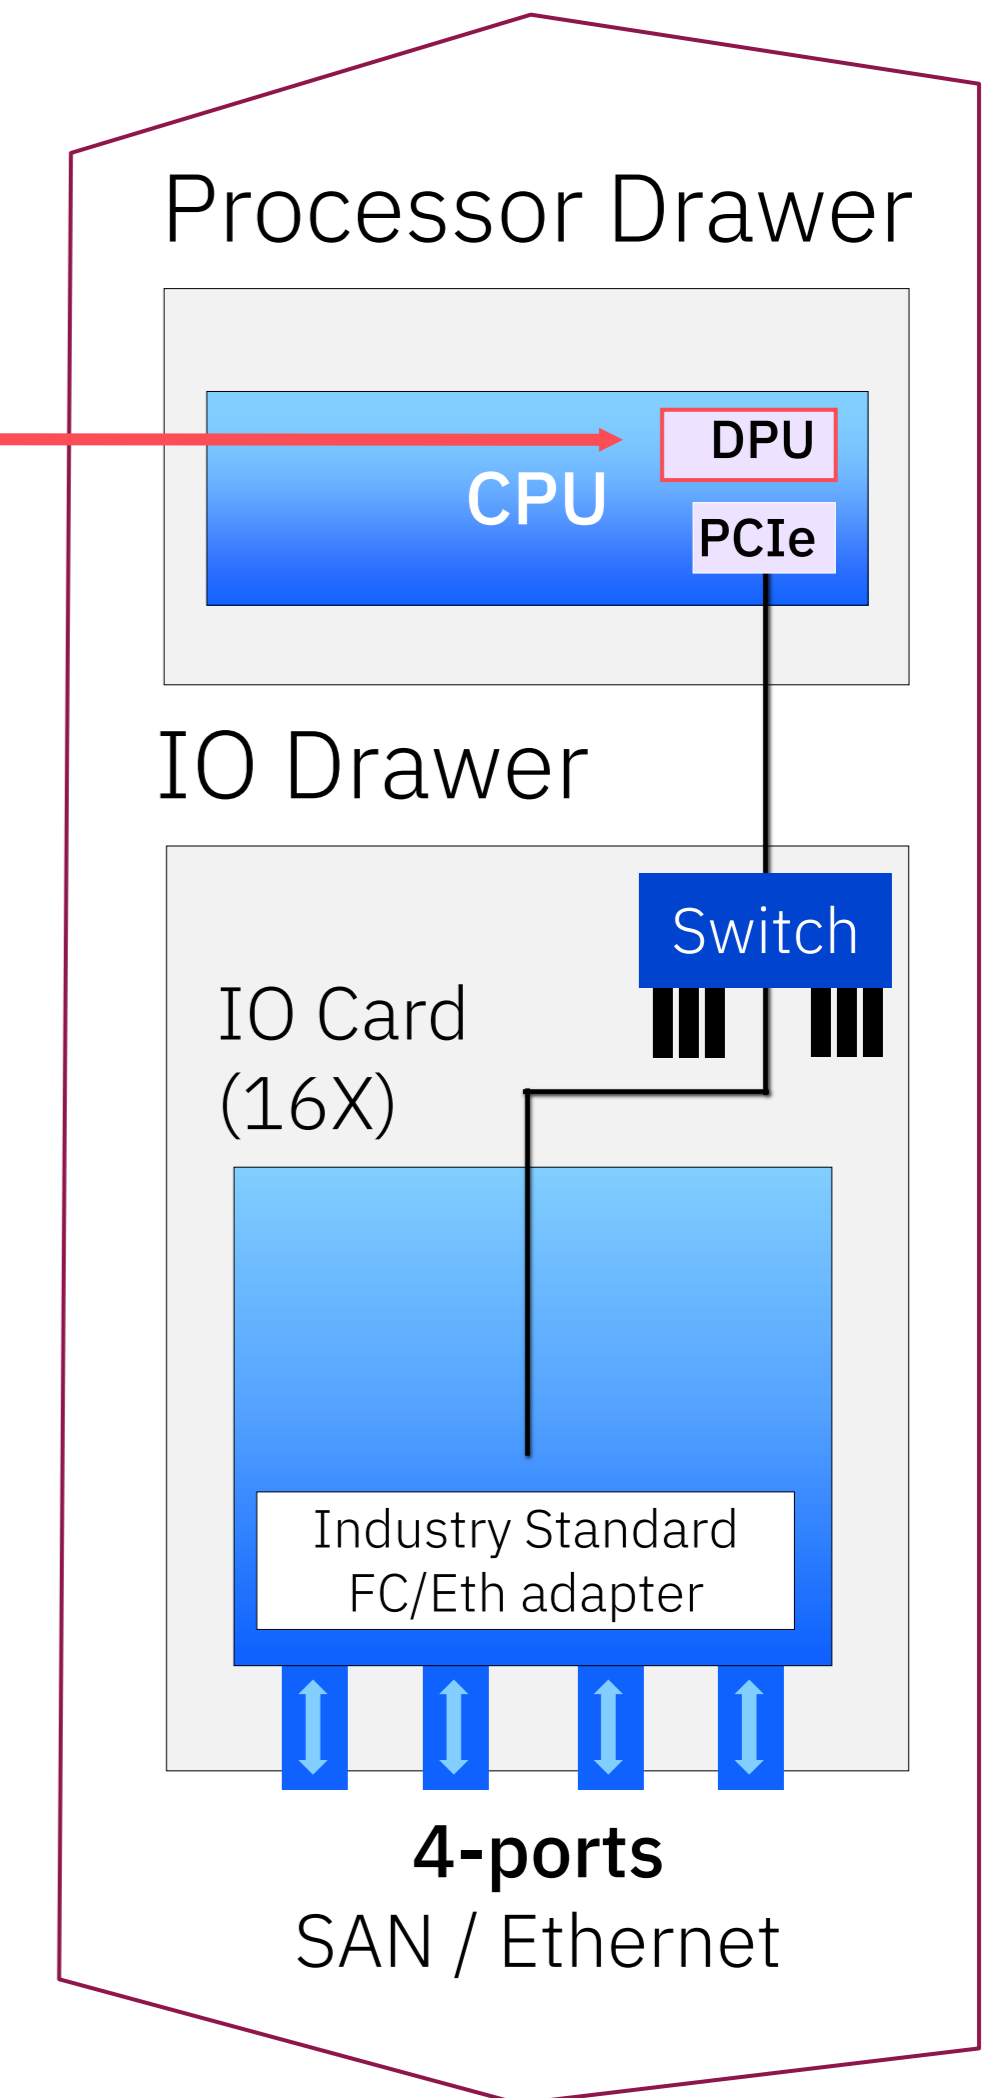 Processor Drawer
DPU
CPU
PCIe
IO Drawer
Switch
IO Card
(16X)
Industry Standard
FC/Eth adapter
4-ports
SAN / Ethernet